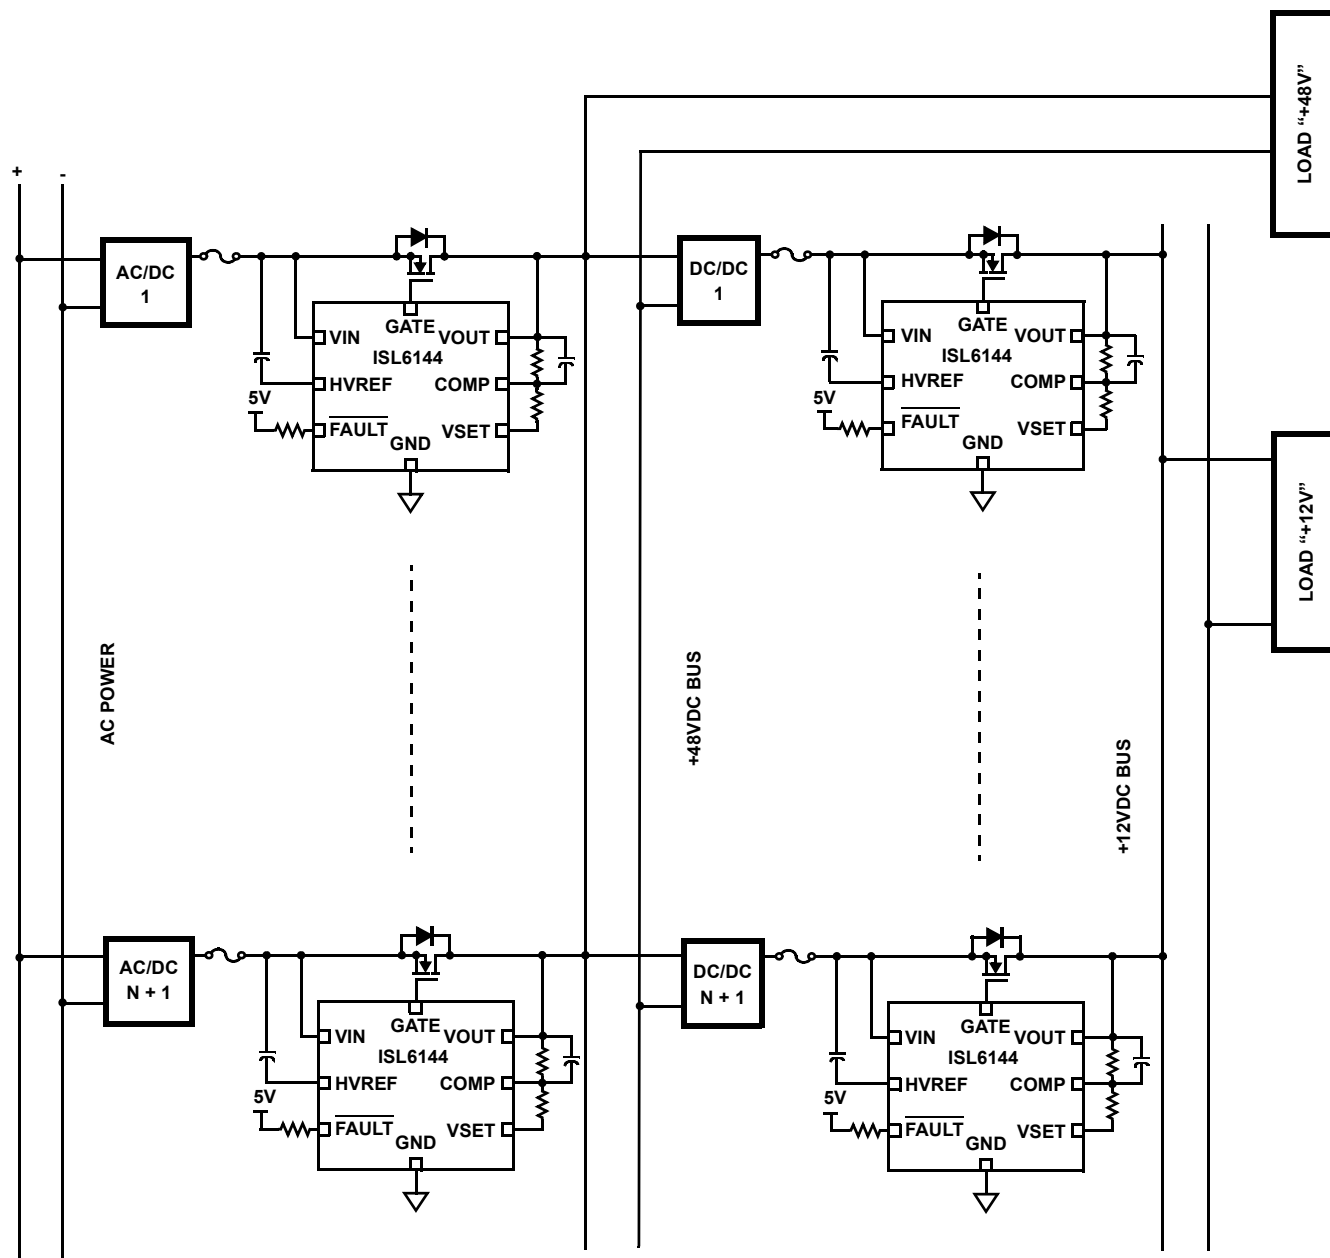 LOAD “+48V”
+
-
AC/DC
1
DC/DC
1
GATE
VIN
VOUT
ISL6144
HVREF
COMP
5V
FAULT
VSET
GND
GATE
VIN
VOUT
ISL6144
HVREF
COMP
5V
FAULT
VSET
GND
LOAD “+12V”
AC POWER
+48VDC BUS
+12VDC BUS
AC/DC
N + 1
DC/DC
N + 1
GATE
VIN
VOUT
ISL6144
HVREF
COMP
5V
FAULT
VSET
GND
GATE
VIN
VOUT
ISL6144
HVREF
COMP
5V
FAULT
VSET
GND